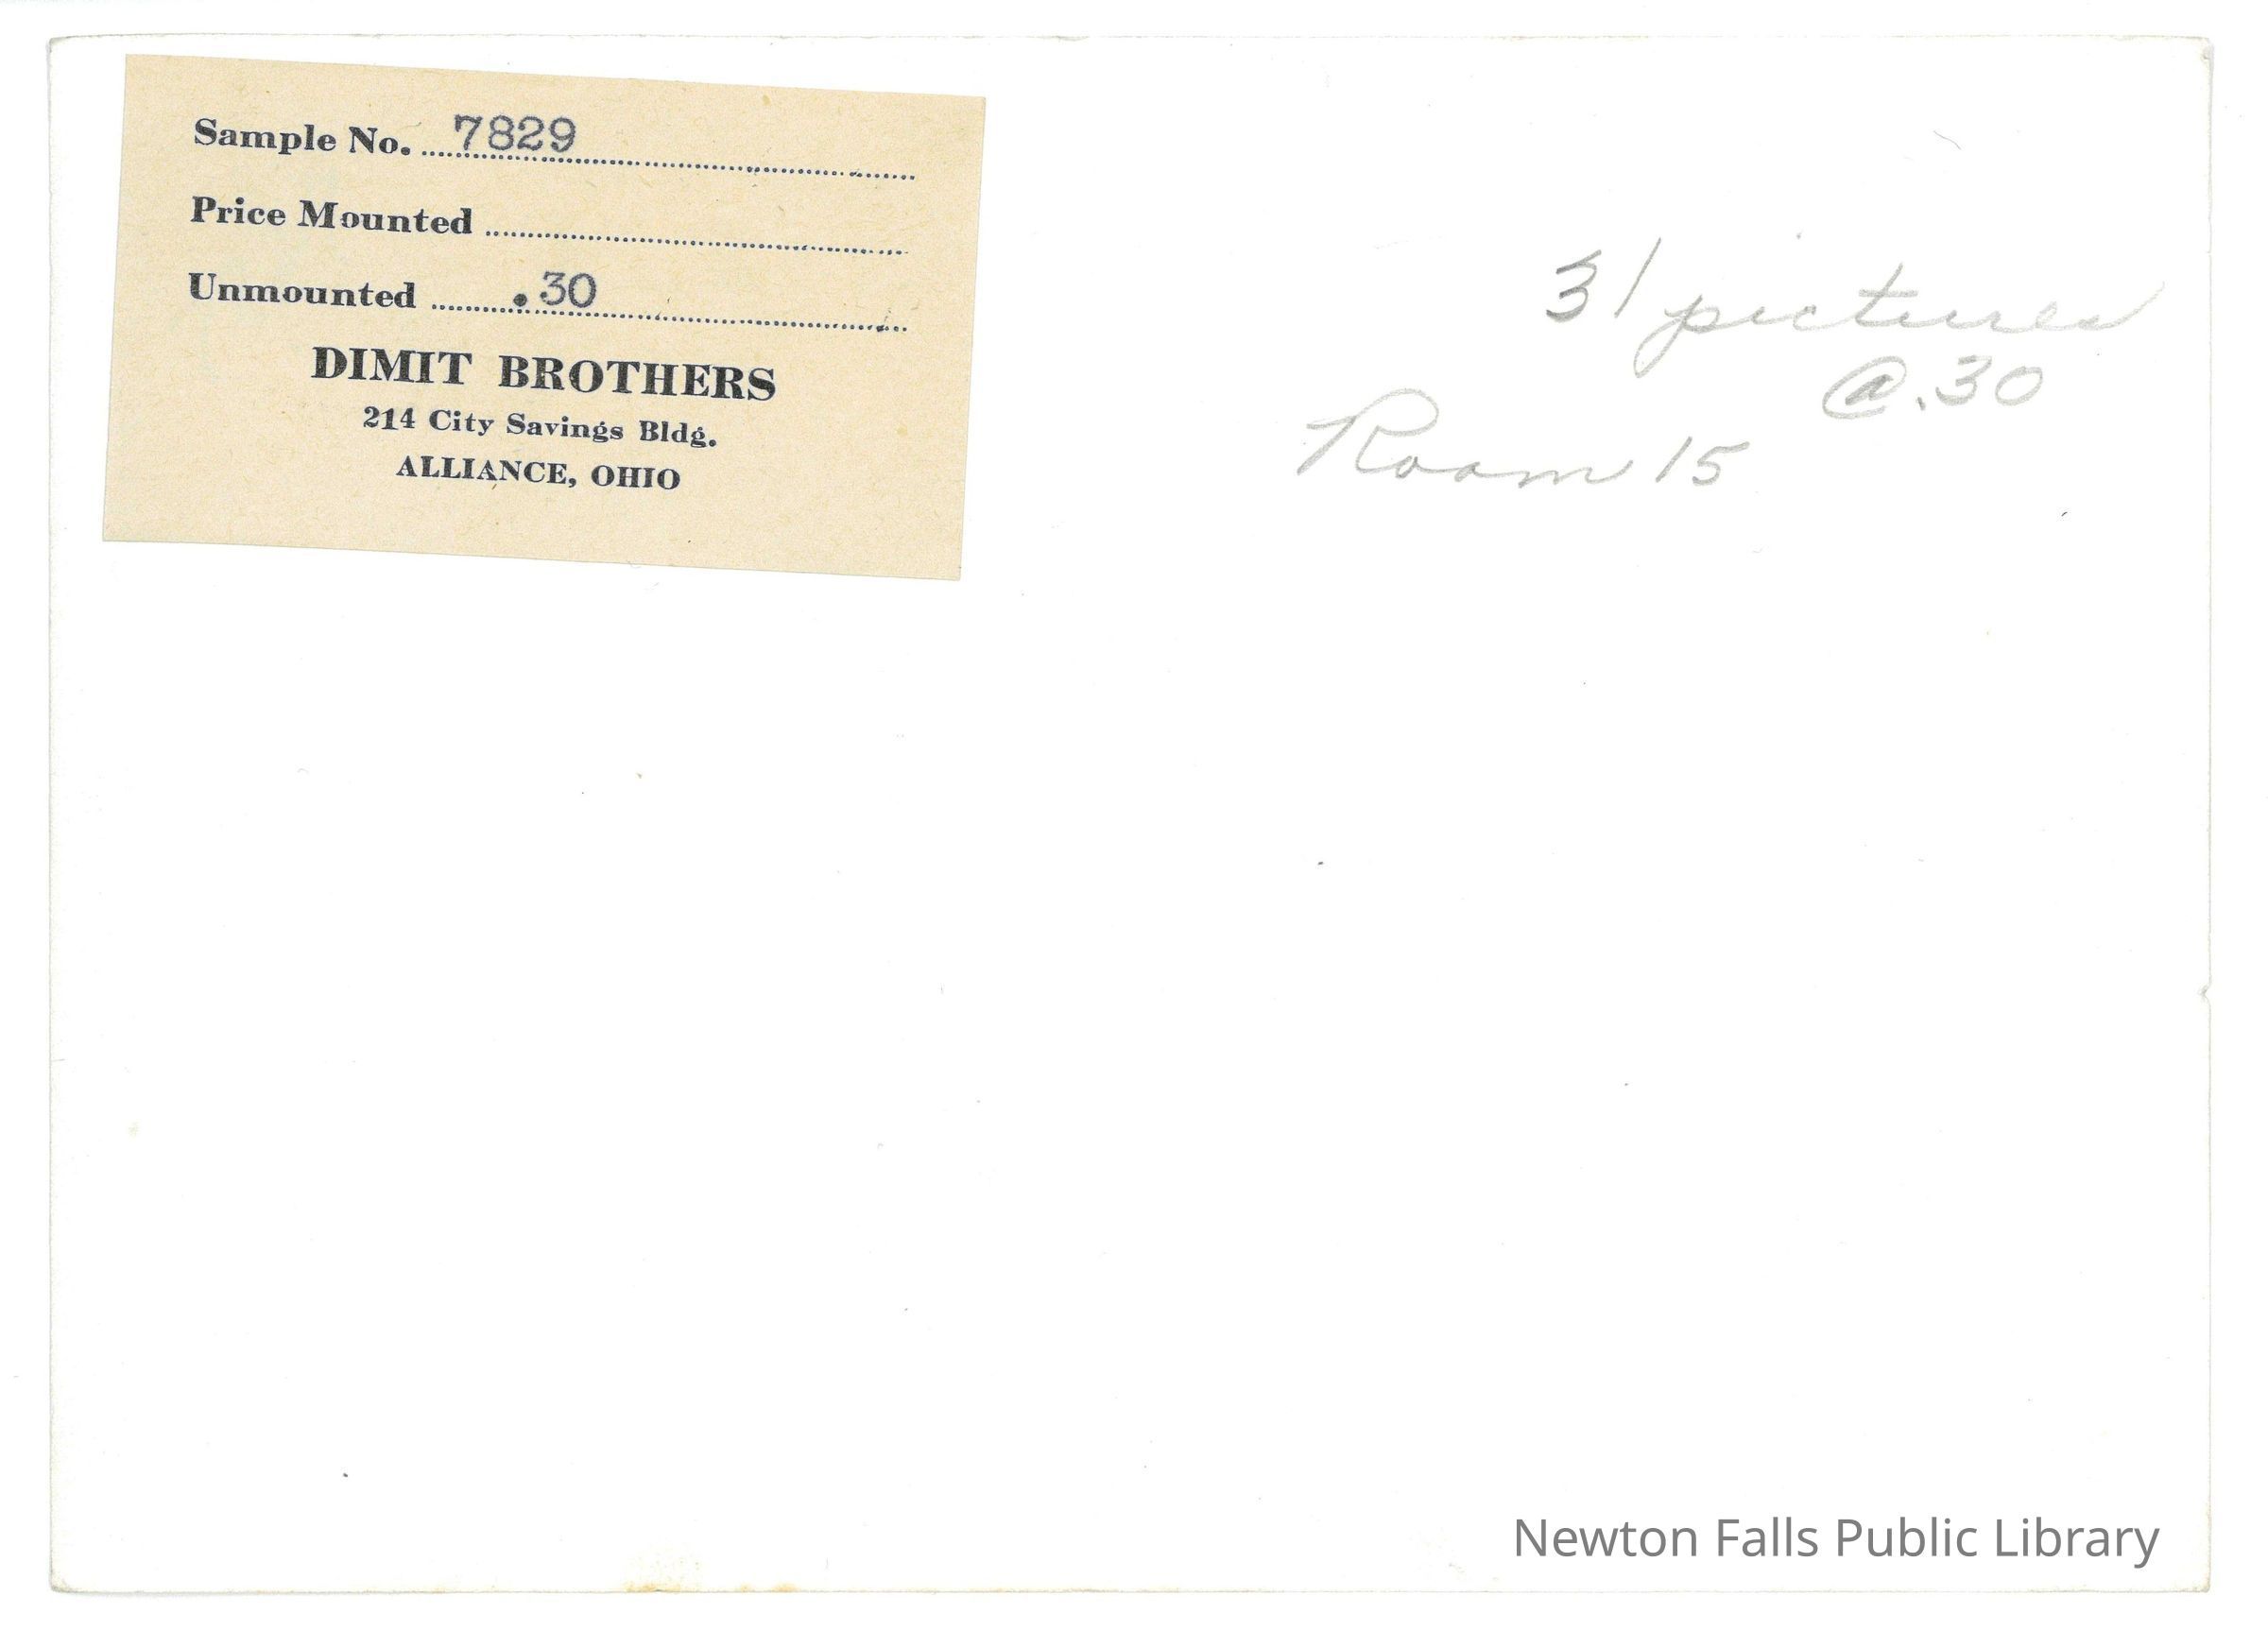 Sample No. 7829
Price Mounted
Unmounted .30
DIMIT BROTHERS
214 City Savings Bldg.
ALLIANCE, OHIO
31 pictures
@.30
Room 15
Newton Falls Public Library